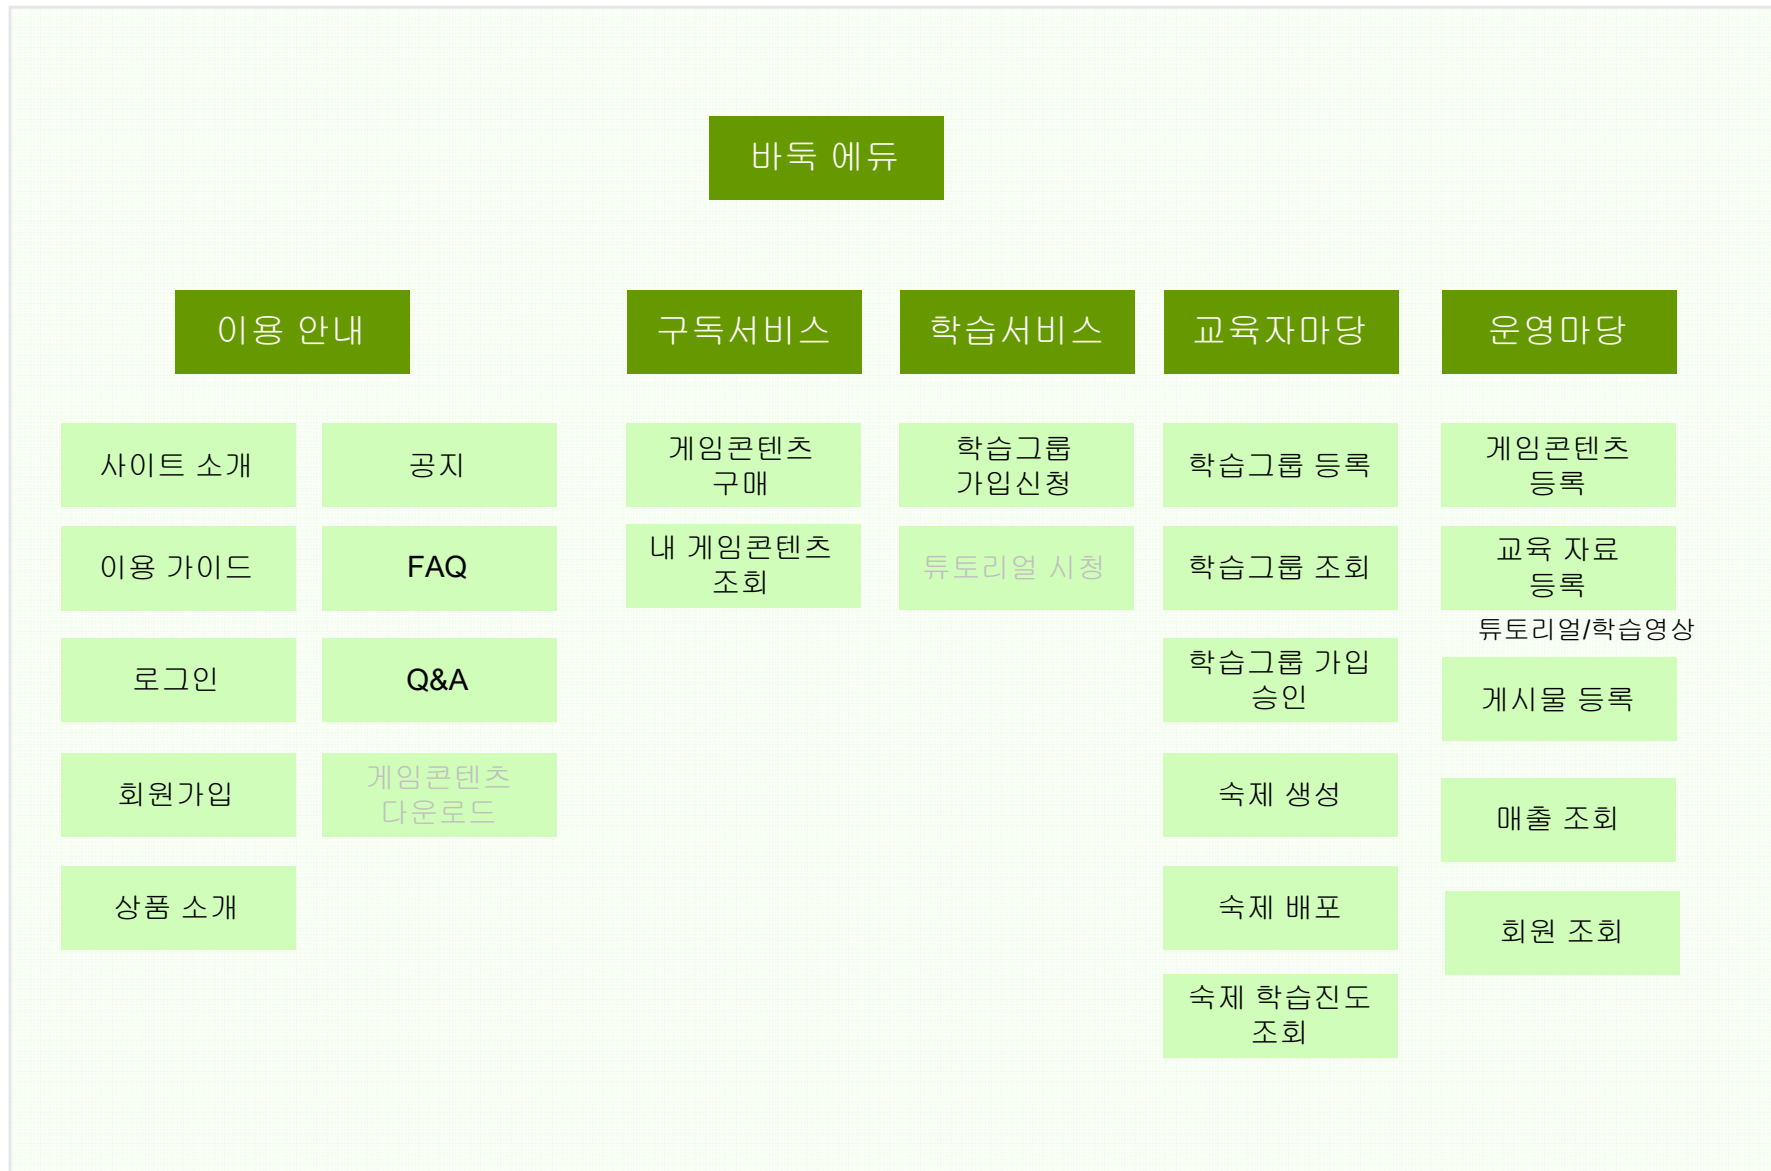 바둑 에듀
이용 안내
구독서비스
학습서비스
교육자마당
운영마당
사이트 소개
공지
게임콘텐츠
구매
학습그룹
가입신청
학습그룹 등록
게임콘텐츠
등록
이용 가이드
FAQ
내 게임콘텐츠
조회
튜토리얼 시청
학습그룹 조회
교육 자료
등록
튜토리얼/학습영상
로그인
Q&A
학습그룹 가입
승인
게시물 등록
회원가입
게임콘텐츠
다운로드
숙제 생성
매출 조회
상품 소개
숙제 배포
회원 조회
숙제 학습진도
조회